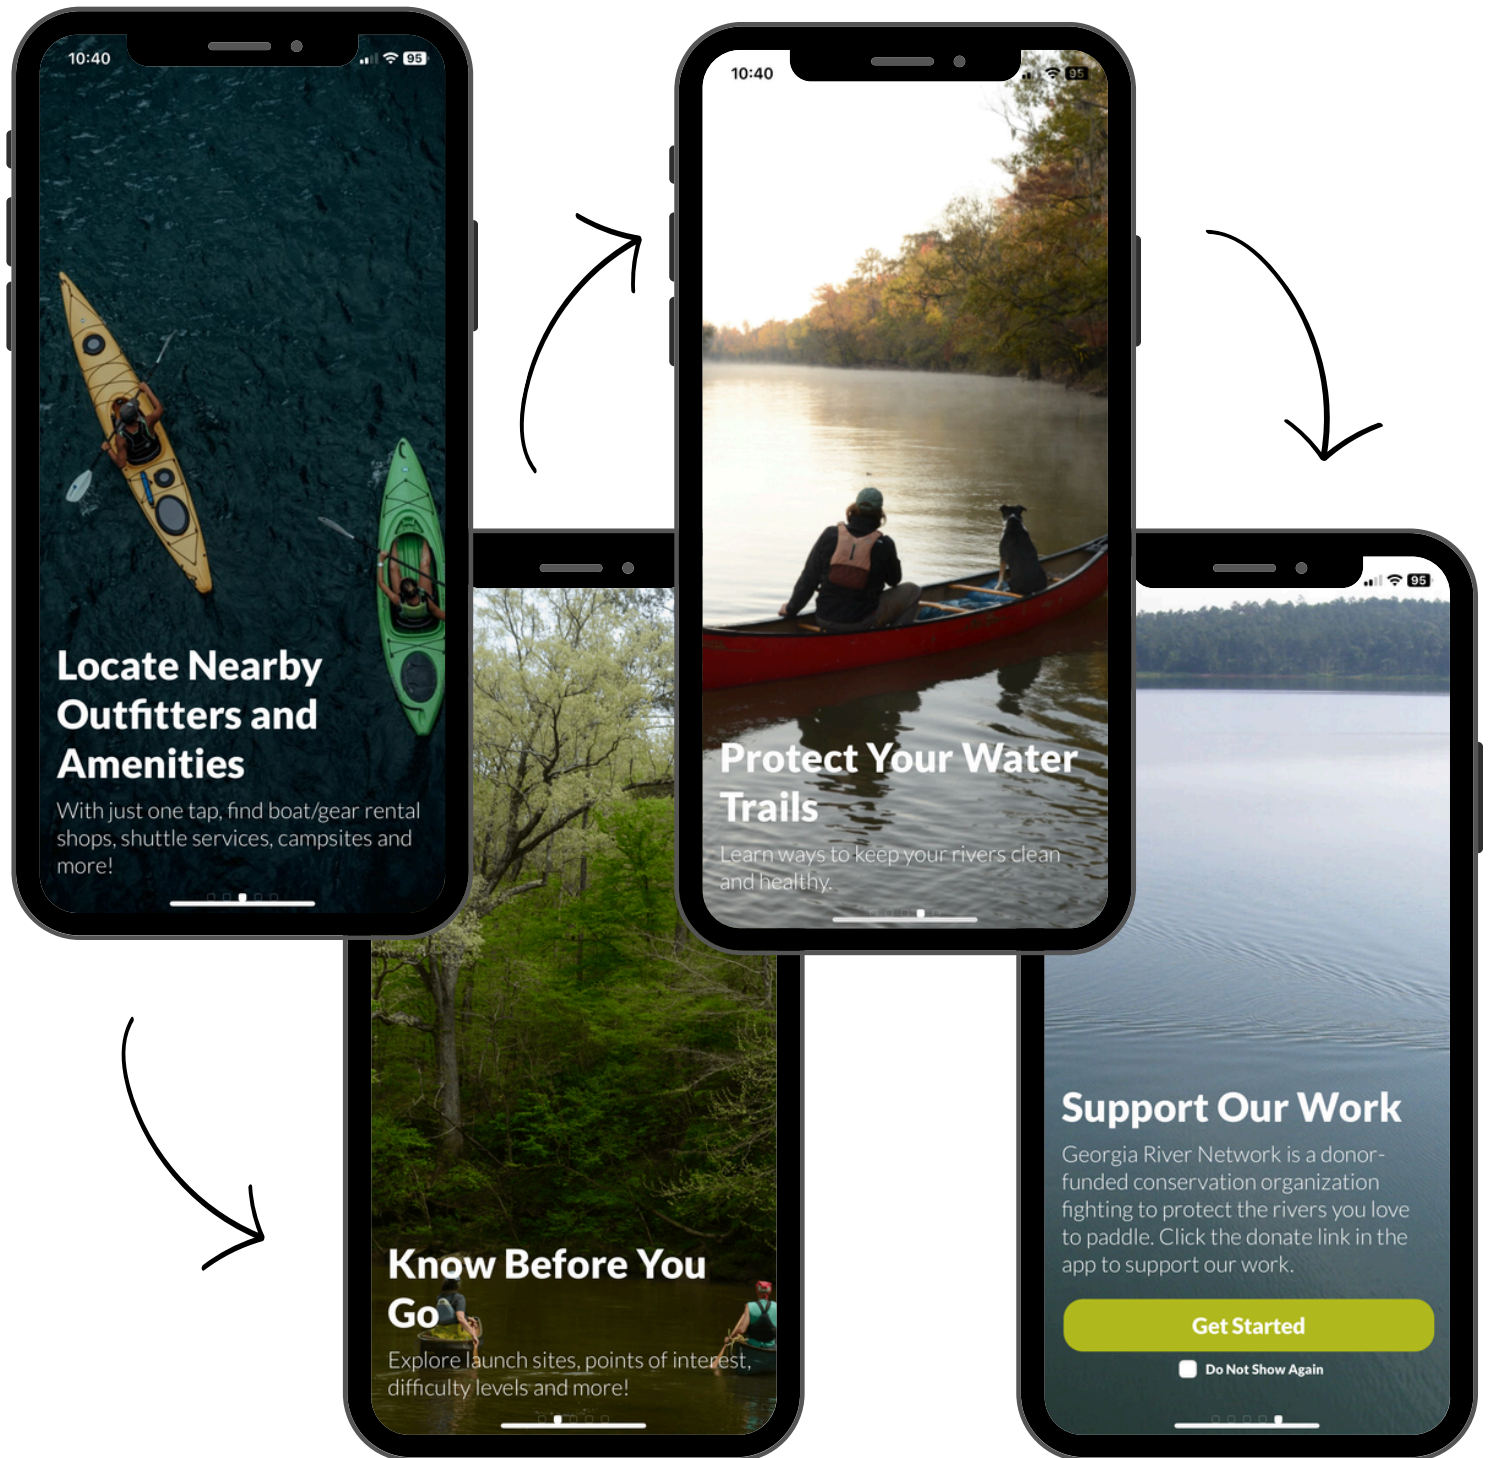 10:40
95
Locate Nearby
Outfitters and
Amenities
With just one tap, find boat/gear rental
shops, shuttle services, campsites and
more!
Know Before You
Go
Explore launch sites, points of interest,
difficulty levels and more!
10:40
95
Protect Your Water
Trails
Learn ways to keep your rivers clean
and healthy.
95
Support Our Work
Georgia River Network is a donor-
funded conservation organization
fighting to protect the rivers you love
to paddle. Click the donate link in the
app to support our work.
Get Started
Do Not Show Again